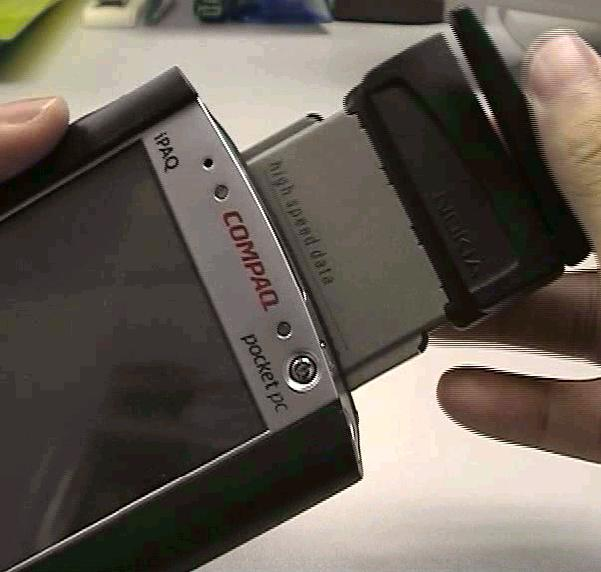 iPAQ
COMPAQ
pocket pc
high speed data
NOKIA